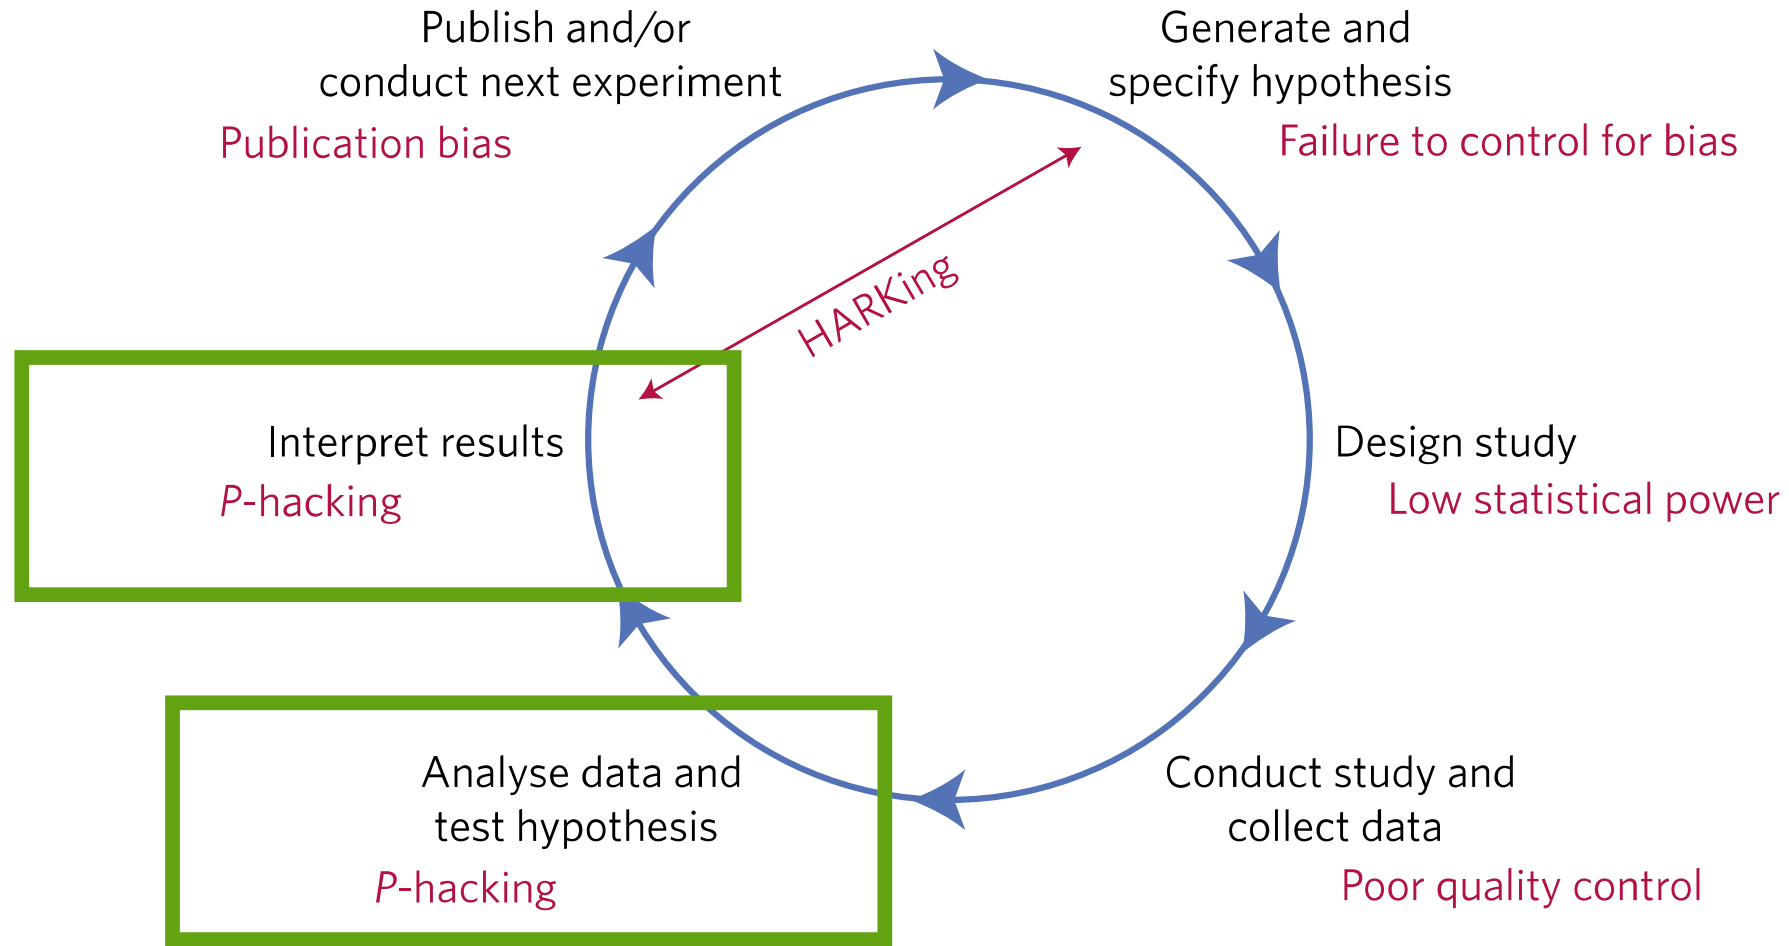 Publish and/or
conduct next experiment
Publication bias
Generate and
specify hypothesis
Failure to control for bias
HARKing
Interpret results
P-hacking
Design study
Low statistical power
Analyse data and
test hypothesis
P-hacking
Conduct study and
collect data
Poor quality control